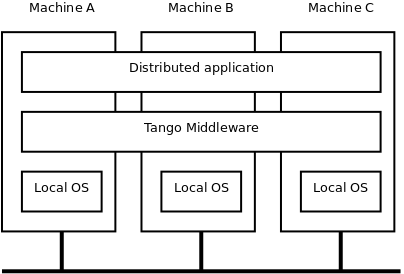 Machine A Machine B Machine C
Distributed application
Tango Middleware
Local OS Local OS Local OS